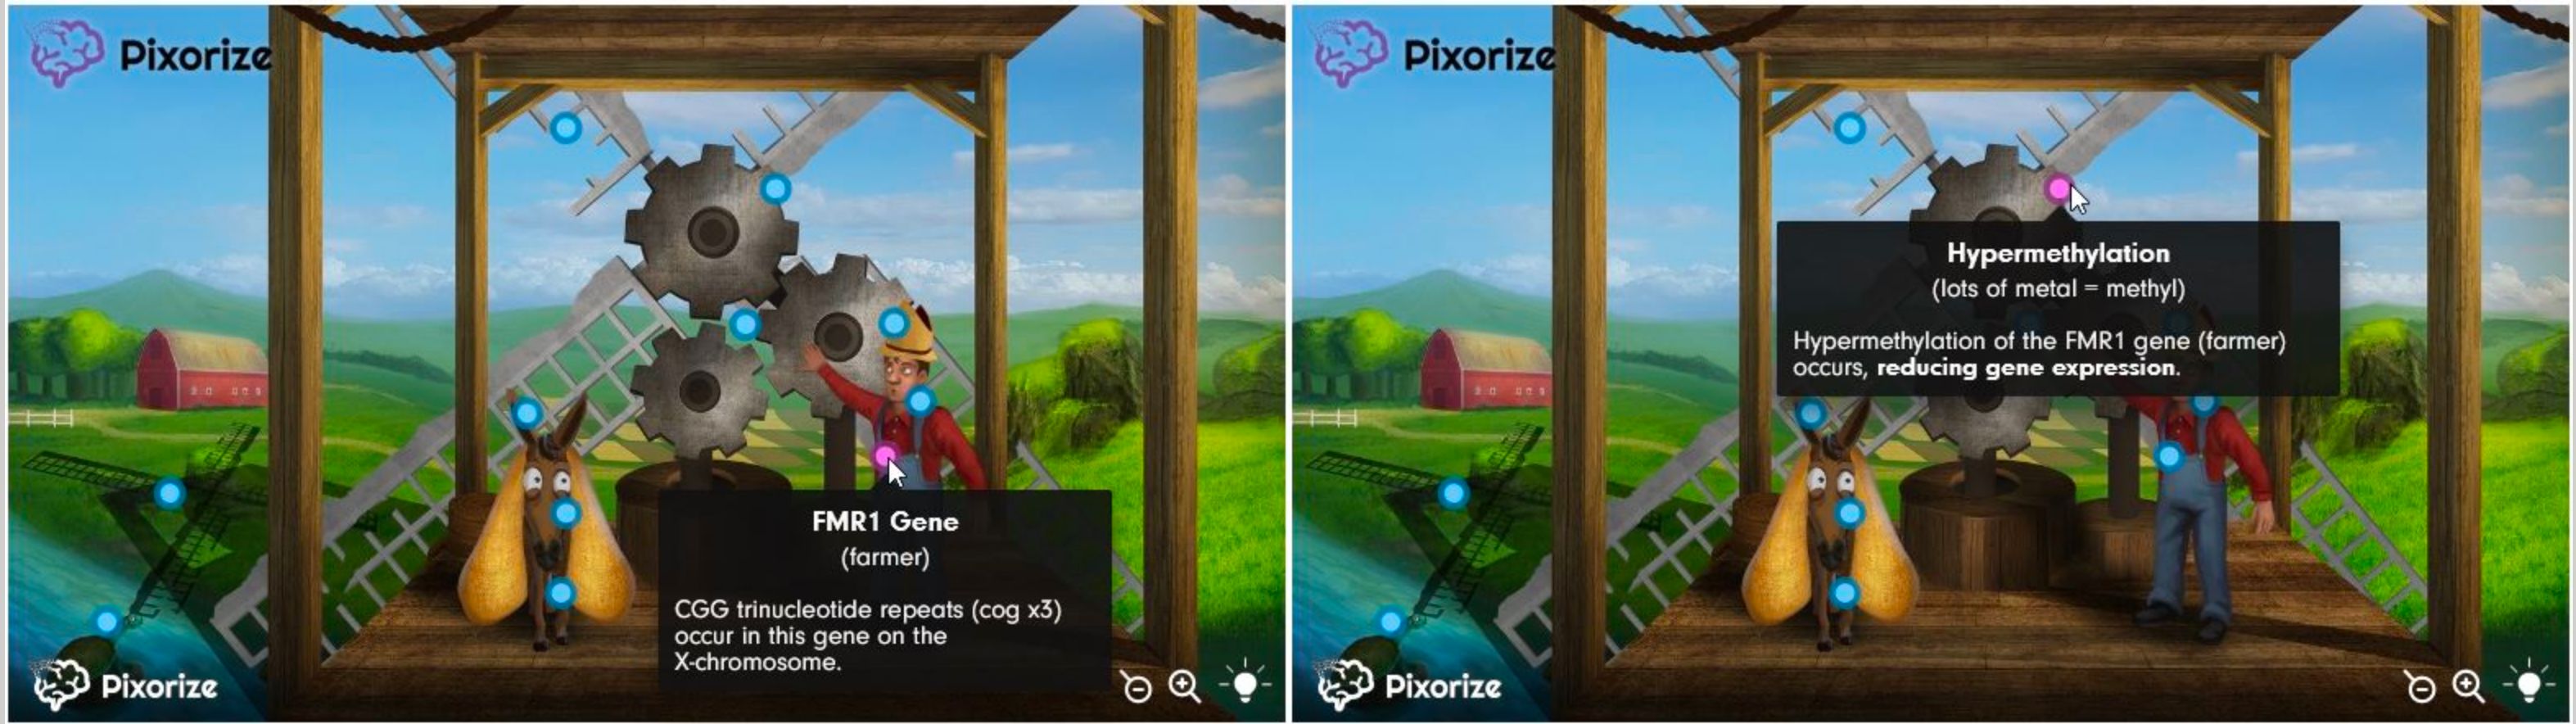 Pixorize
FMR1 Gene
(farmer)
CGG trinucleotide repeats (cog x3)
occur in this gene on the
X-chromosome.
Pixorize
Pixorize
Hypermethylation
(lots of metal = methyl)
Hypermethylation of the FMR1 gene (farmer)
occurs, reducing gene expression.
Pixorize